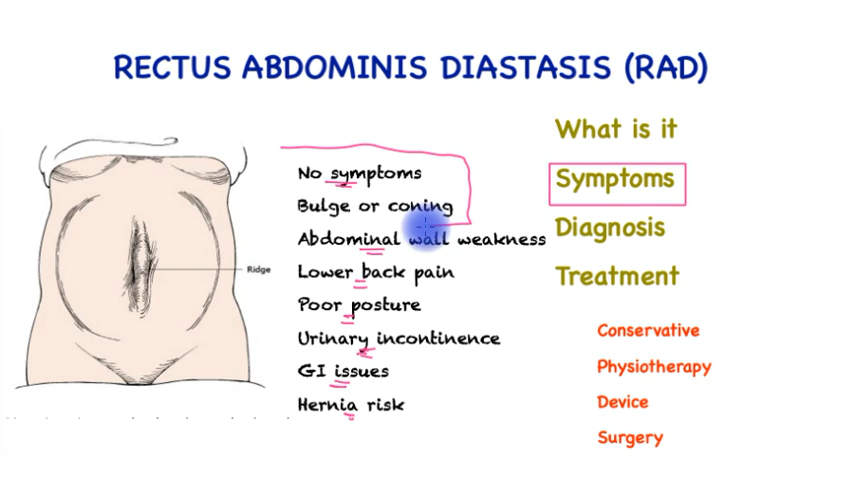 RECTUS ABDOMINIS DIASTASIS (RAD)
Ridge
No symptoms
Bulge or coning
Abdominal wall weakness
Lower back pain
Poor posture
Urinary incontinence
GI issues
Hernia risk
What is it
Symptoms
Diagnosis
Treatment
Conservative
Physiotherapy
Device
Surgery